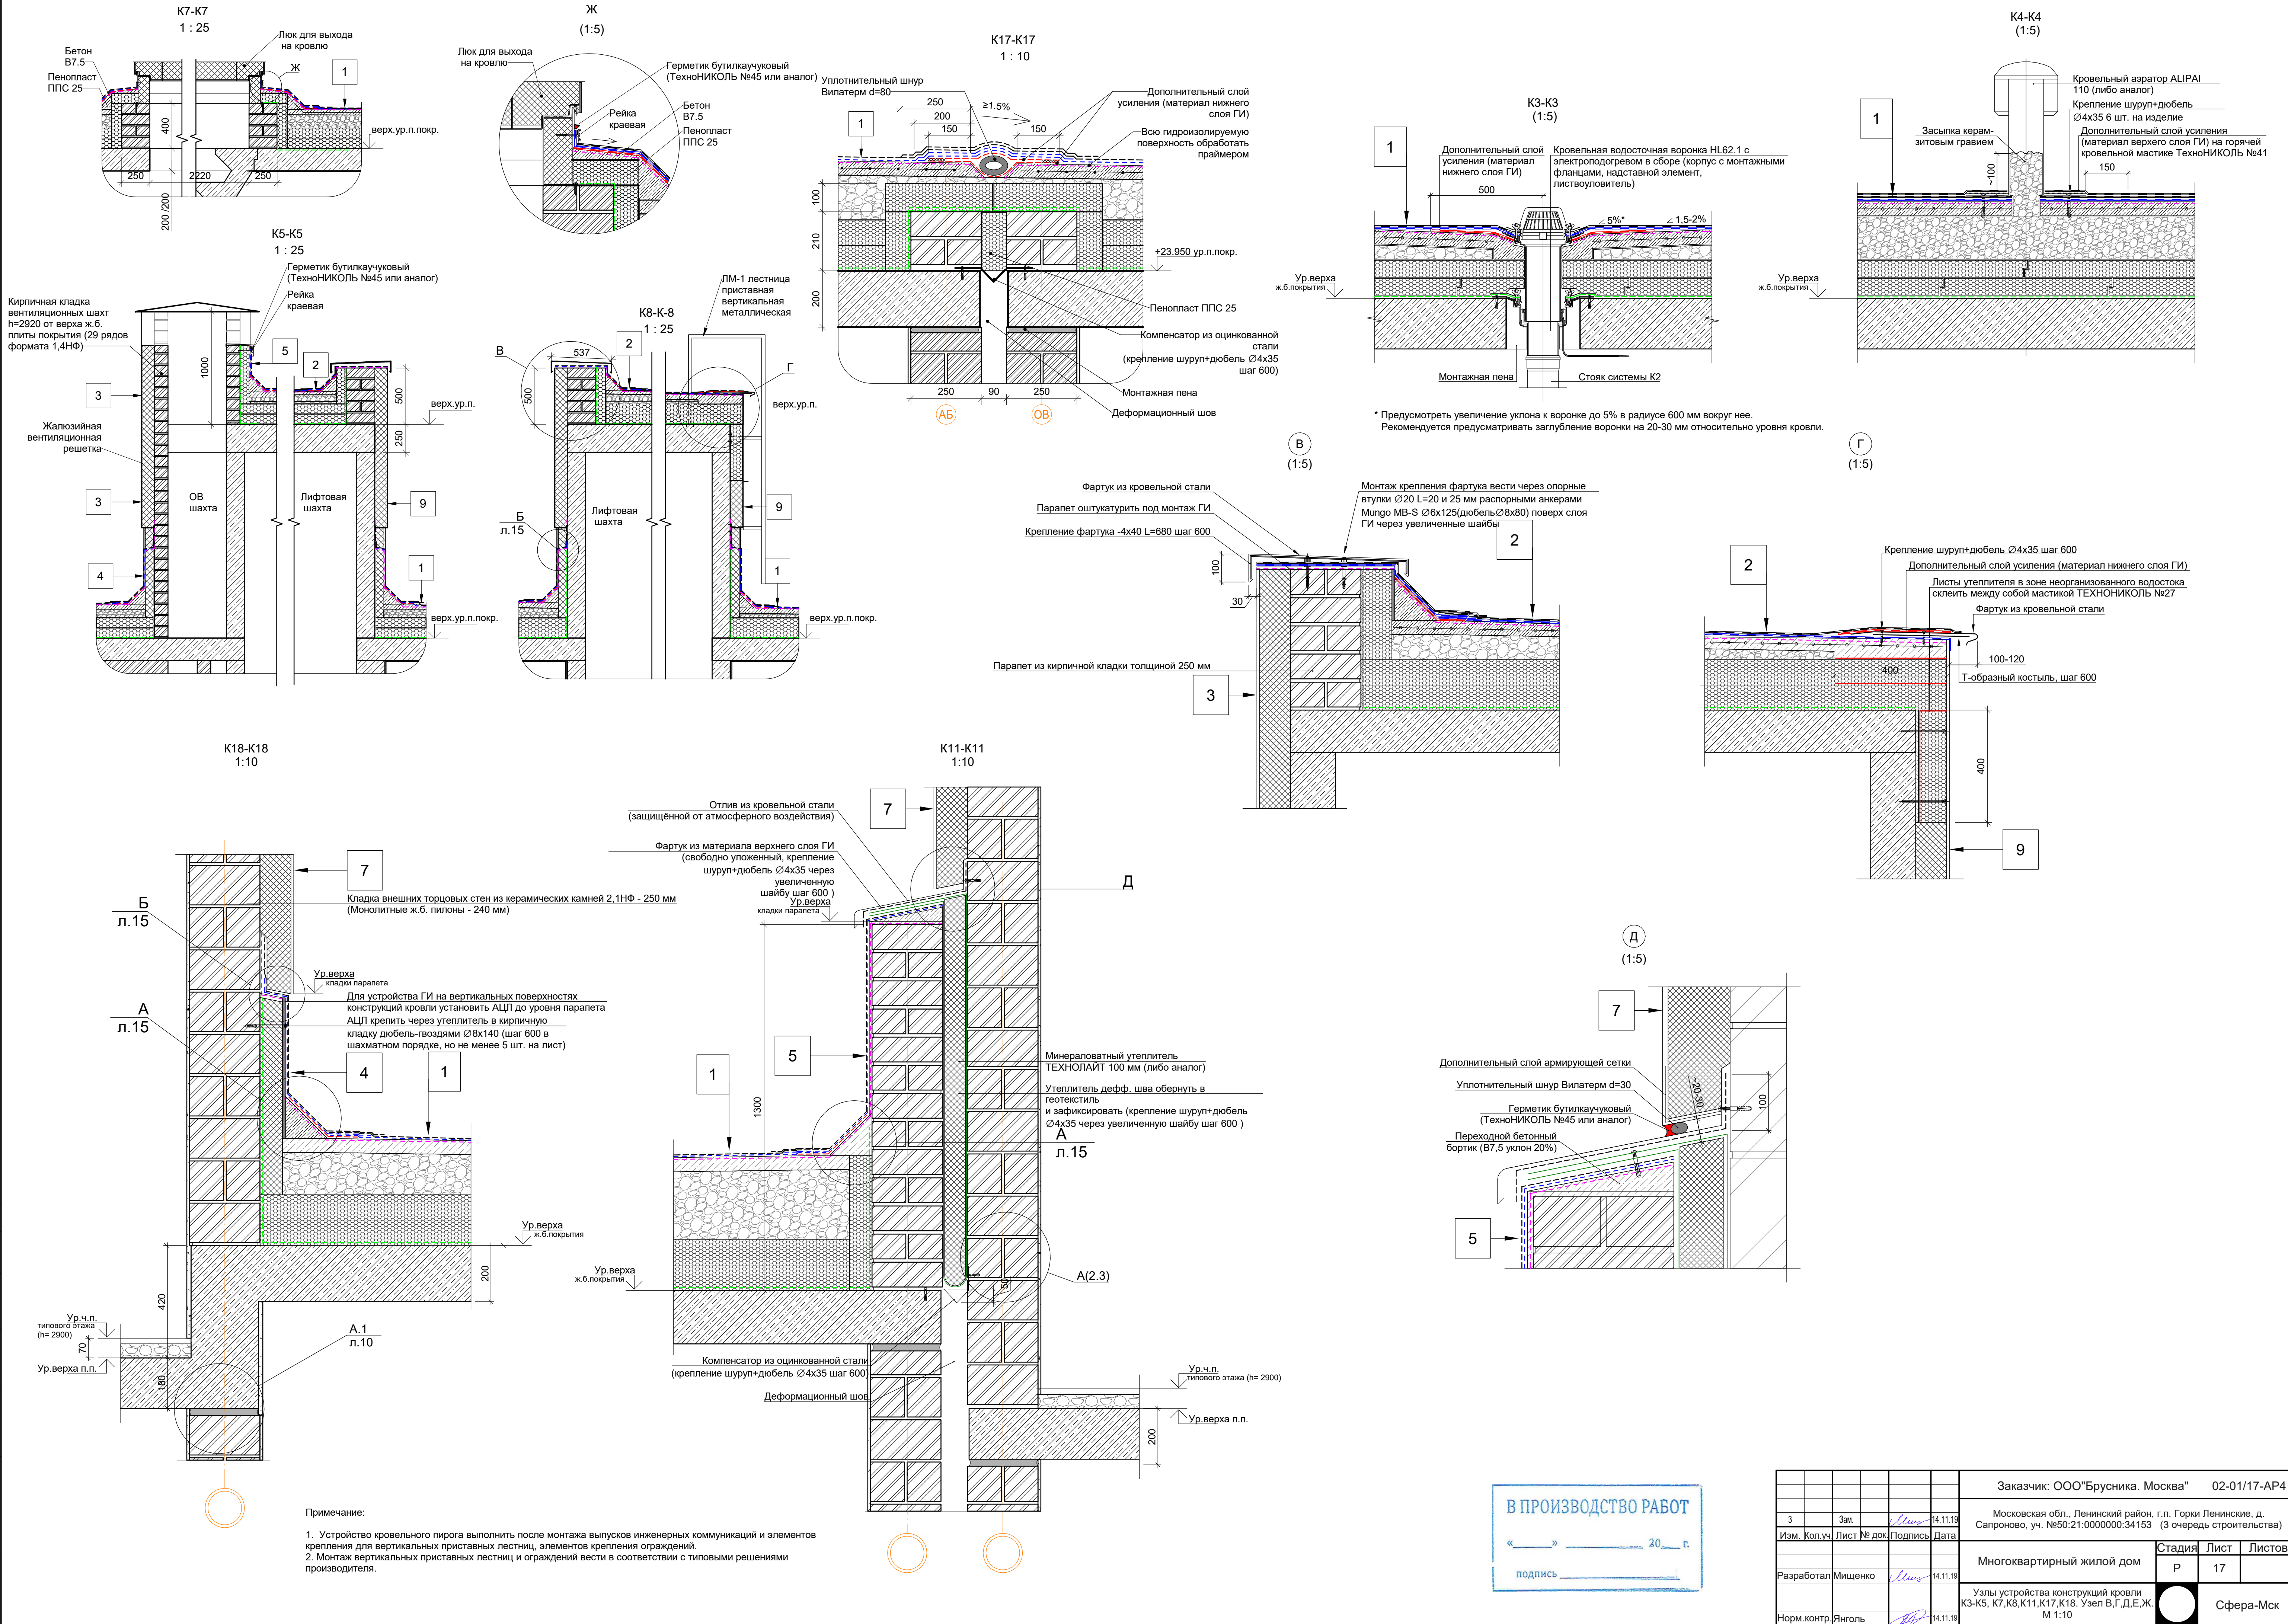 К7-К7
1 : 25
Люк для выхода
на кровлю
Бетон
В7.5
Пенопласт
ППС 25
Ж
1
400
верх.ур.п.покр.
250
2220
250
200 /200
Ж
(1:5)
Люк для выхода
на кровлю
Герметик бутилкаучуковый
(ТехноНИКОЛЬ №45 или аналог)
Рейка
краевая
Бетон
В7.5
Пенопласт
ППС 25
К17-К17
1 : 10
Уплотнительный шнур
Вилатерм d=80
250
200
150
≥1.5%
150
1
Дополнительный слой
усиления (материал нижнего
слоя ГИ)
Всю гидроизолируемую
поверхность обработать
праймером
100
210
200
+23.950 ур.п.покр.
Пенопласт ППС 25
Компенсатор из оцинкованной
стали
(крепление шуруп+дюбель ∅4х35
шаг 600)
Монтажная пена
Деформационный шов
250
90
250
АБ
ОВ
К3-К3
(1:5)
1
Дополнительный слой
усиления (материал
нижнего слоя ГИ)
Кровельная водосточная воронка HL62.1 с
электроподогревом в сборе (корпус с монтажными
фланцами, надставной элемент,
листвоуловитель)
500
∠ 5%*
∠ 1,5-2%
Ур.верха
ж.б.покрытия
Монтажная пена
Стояк системы К2
* Предусмотреть увеличение уклона к воронке до 5% в радиусе 600 мм вокруг нее.
Рекомендуется предусматривать заглубление воронки на 20-30 мм относительно уровня кровли.
К4-К4
(1:5)
1
Кровельный аэратор ALIPAI
110 (либо аналог)
Крепление шуруп+дюбель
∅4х35 6 шт. на изделие
Дополнительный слой усиления
(материал верхнего слоя ГИ) на горячей
кровельной мастике ТехноНИКОЛЬ №41
Засыпка керам-
зитовым гравием
~100
150
Ур.верха
ж.б.покрытия
К5-К5
1 : 25
Герметик бутилкаучуковый
(ТехноНИКОЛЬ №45 или аналог)
Рейка
краевая
Кирпичная кладка
вентиляционных шахт
h=2920 от верха ж.б.
плиты покрытия (29 рядов
формата 1,4НФ)
1000
5
2
500
верх.ур.п.
250
3
Жалюзийная
вентиляционная
решетка
3
ОВ
шахта
Лифтовая
шахта
9
4
1
верх.ур.п.покр.
К8-К-8
1 : 25
ЛМ-1 лестница
приставная
вертикальная
металлическая
В
537
2
Г
500
верх.ур.п.
Б
л.15
Лифтовая
шахта
9
1
верх.ур.п.покр.
В
(1:5)
Фартук из кровельной стали
Парапет оштукатурить под монтаж ГИ
Крепление фартука -4х40 L=680 шаг 600
Монтаж крепления фартука вести через опорные
втулки ∅20 L=20 и 25 мм распорными анкерами
Mungo MB-S ∅6х125(дюбель∅8х80) поверх слоя
ГИ через увеличенные шайбы
2
100
30
Парапет из кирпичной кладки толщиной 250 мм
3
Г
(1:5)
2
Крепление шуруп+дюбель ∅4х35 шаг 600
Дополнительный слой усиления (материал нижнего слоя ГИ)
Листы утеплителя в зоне неорганизованного водостока
склеить между собой мастикой ТЕХНОНИКОЛЬ №27
Фартук из кровельной стали
100-120
400
Т-образный костыль, шаг 600
400
9
К18-К18
1:10
7
Кладка внешних торцовых стен из керамических камней 2,1НФ - 250 мм
(Монолитные ж.б. пилоны - 240 мм)
Б
л.15
Ур.верха
кладки парапета
А
л.15
Для устройства ГИ на вертикальных поверхностях
конструкций кровли установить АЦЛ до уровня парапета
АЦЛ крепить через утеплитель в кирпичную
кладку дюбель-гвоздями ∅8х140 (шаг 600 в
шахматном порядке, но не менее 5 шт. на лист)
4
1
Ур.верха
ж.б.покрытия
200
420
Ур.ч.п.
типового этажа
(h= 2900)
70
Ур.верха п.п.
180
А.1
л.10
К11-К11
1:10
Отлив из кровельной стали
(защищённой от атмосферного воздействия)
7
Фартук из материала верхнего слоя ГИ
(свободно уложенный, крепление
шуруп+дюбель ∅4х35 через
увеличенную
шайбу шаг 600 )
Ур.верха
кладки парапета
Д
5
1
1300
Минераловатный утеплитель
ТЕХНОЛАЙТ 100 мм (либо аналог)
Утеплитель дефф. шва обернуть в
геотекстиль
и зафиксировать (крепление шуруп+дюбель
∅4х35 через увеличенную шайбу шаг 600 )
А
л.15
Ур.верха
ж.б.покрытия
50
А(2.3)
Компенсатор из оцинкованной стали
(крепление шуруп+дюбель ∅4х35 шаг 600)
Деформационный шов
Ур.ч.п.
типового этажа (h= 2900)
Ур.верха п.п.
200
Д
(1:5)
7
Дополнительный слой армирующей сетки
Уплотнительный шнур Вилатерм d=30
Герметик бутилкаучуковый
(ТехноНИКОЛЬ №45 или аналог)
Переходной бетонный
бортик (В7,5 уклон 20%)
~20-30
100
5
Примечание:
1. Устройство кровельного пирога выполнить после монтажа выпусков инженерных коммуникаций и элементов
крепления для вертикальных приставных лестниц, элементов крепления ограждений.
2. Монтаж вертикальных приставных лестниц и ограждений вести в соответствии с типовыми решениями
производителя.
В ПРОИЗВОДСТВО РАБОТ
«____» __________ 20__ г.
подпись
Заказчик: ООО"Брусника. Москва" 02-01/17-АР4
Московская обл., Ленинский район, г.п. Горки Ленинские, д.
Сапроново, уч. №50:21:0000000:34153 (3 очередь строительства)
3 Зам. 14.11.19
Изм. Кол.уч Лист № док. Подпись Дата
Многоквартирный жилой дом
Стадия Лист Листов
Р 17
Разработал Мищенко 14.11.19
Узлы устройства конструкций кровли
К3-К5, К7,К8,К11,К17,К18. Узел В,Г,Д,Е,Ж.
М 1:10
Сфера-Мск
Норм.контр. Янголь 14.11.19